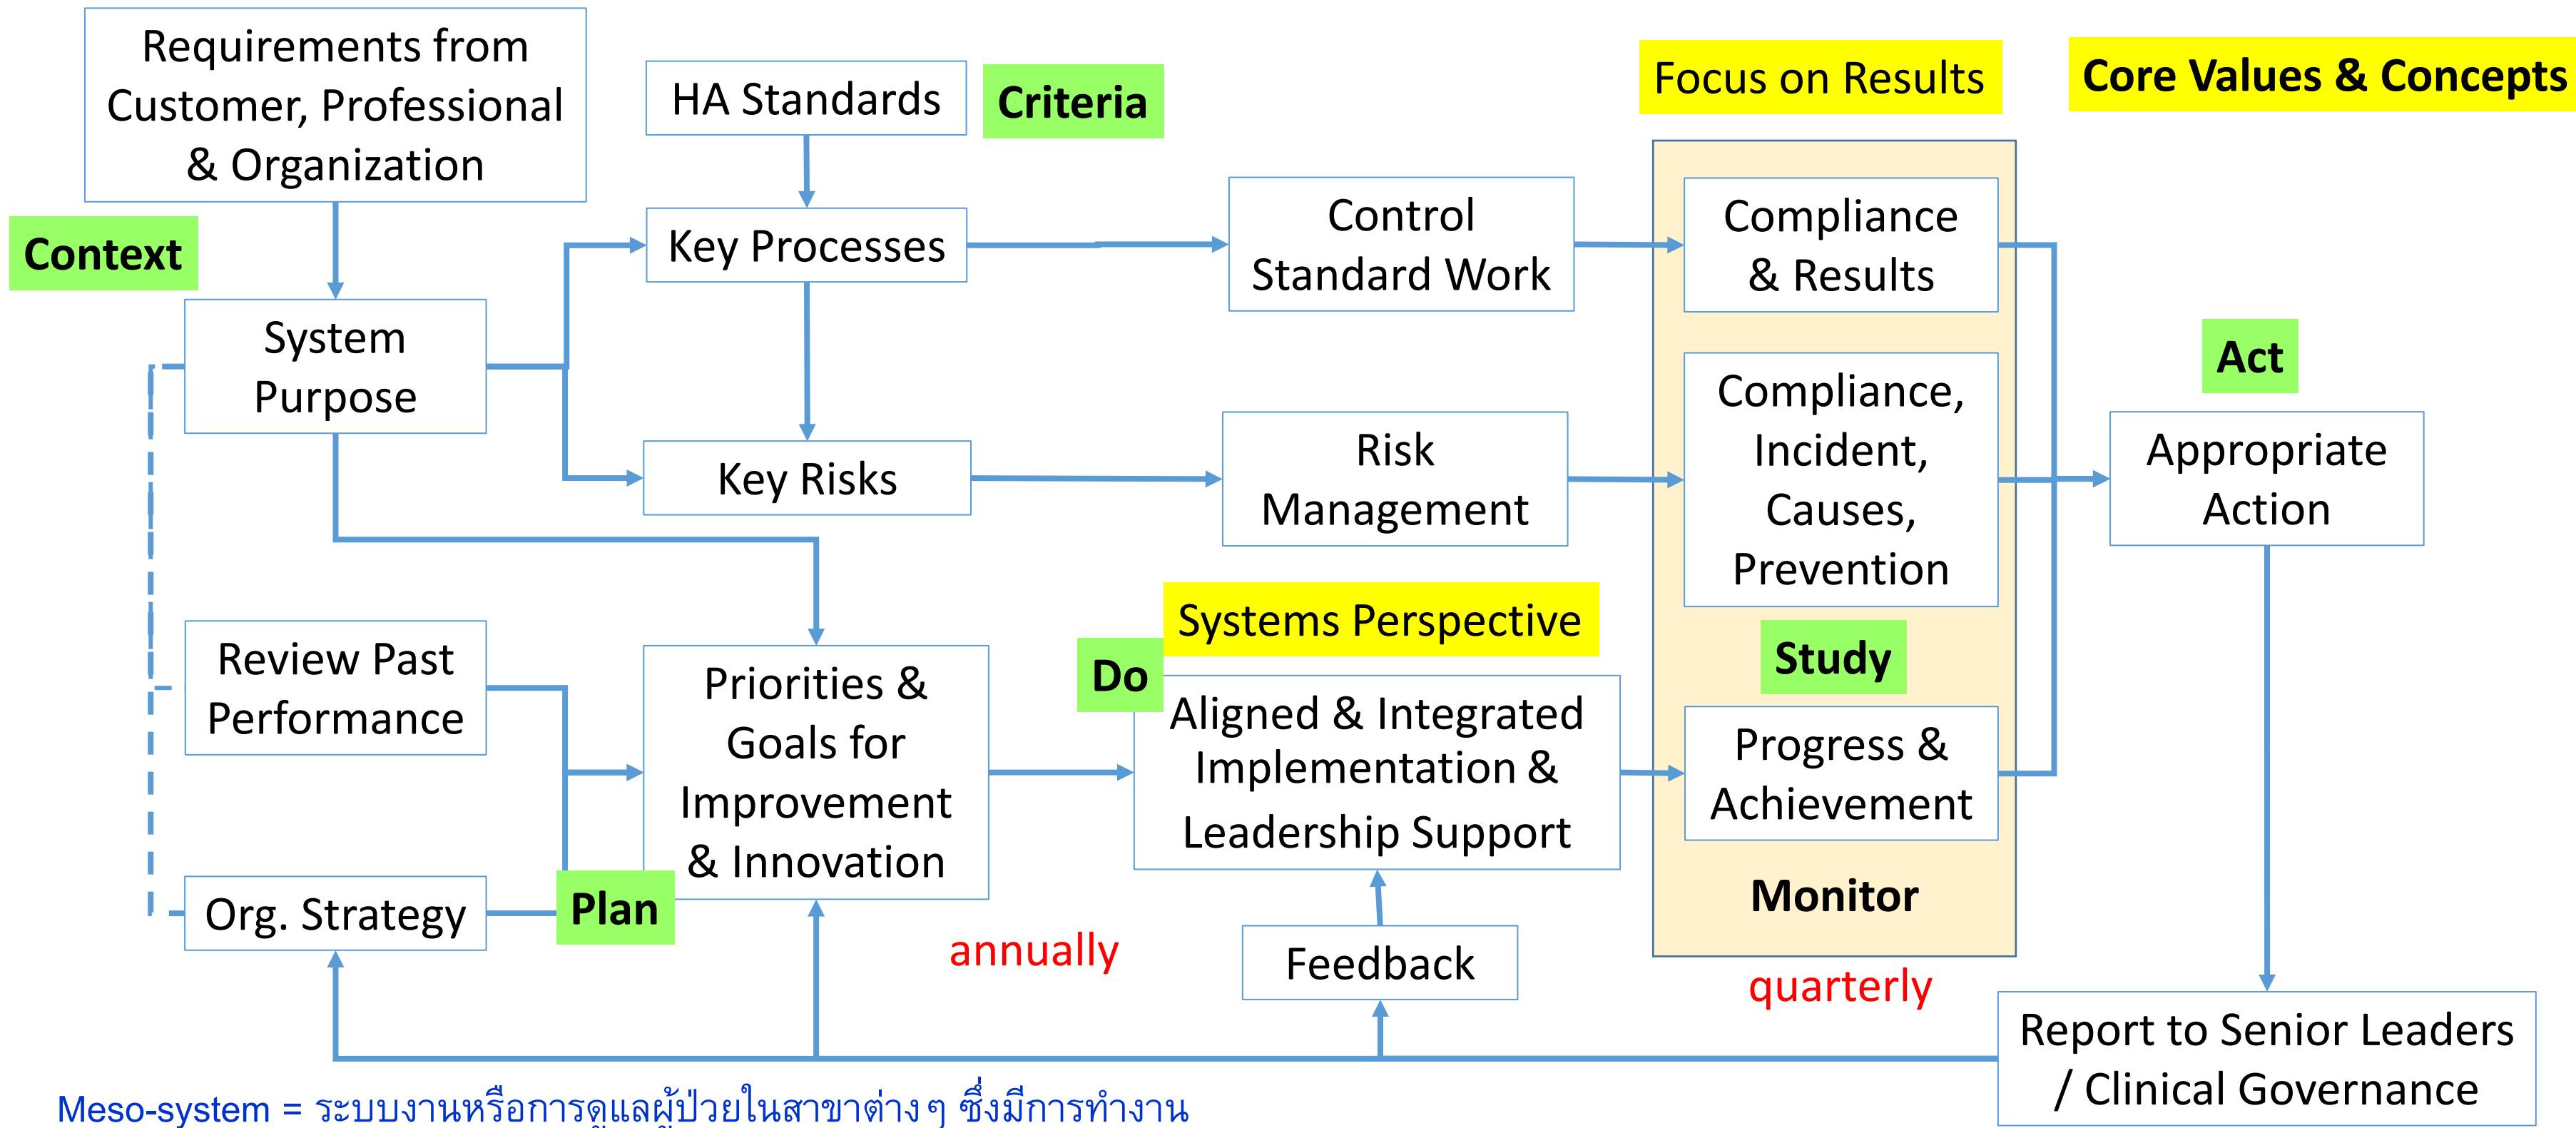 Requirements from
Customer, Professional
& Organization
HA Standards
Criteria
Focus on Results
Core Values & Concepts
Context
Key Processes
Control
Standard Work
Compliance
& Results
System
Purpose
Act
Key Risks
Risk
Management
Compliance,
Incident,
Causes,
Prevention
Appropriate
Action
Review Past
Performance
Priorities &
Goals for
Improvement
& Innovation
Do
Systems Perspective
Aligned & Integrated
Implementation &
Leadership Support
Study
Progress &
Achievement
Monitor
Org. Strategy
Plan
annually
Feedback
quarterly
Report to Senior Leaders
/ Clinical Governance
Meso-system = ระบบงานหรือการดูแลผู้ป่วยในสาขาต่างๆ ซึ่งมีการทำงาน